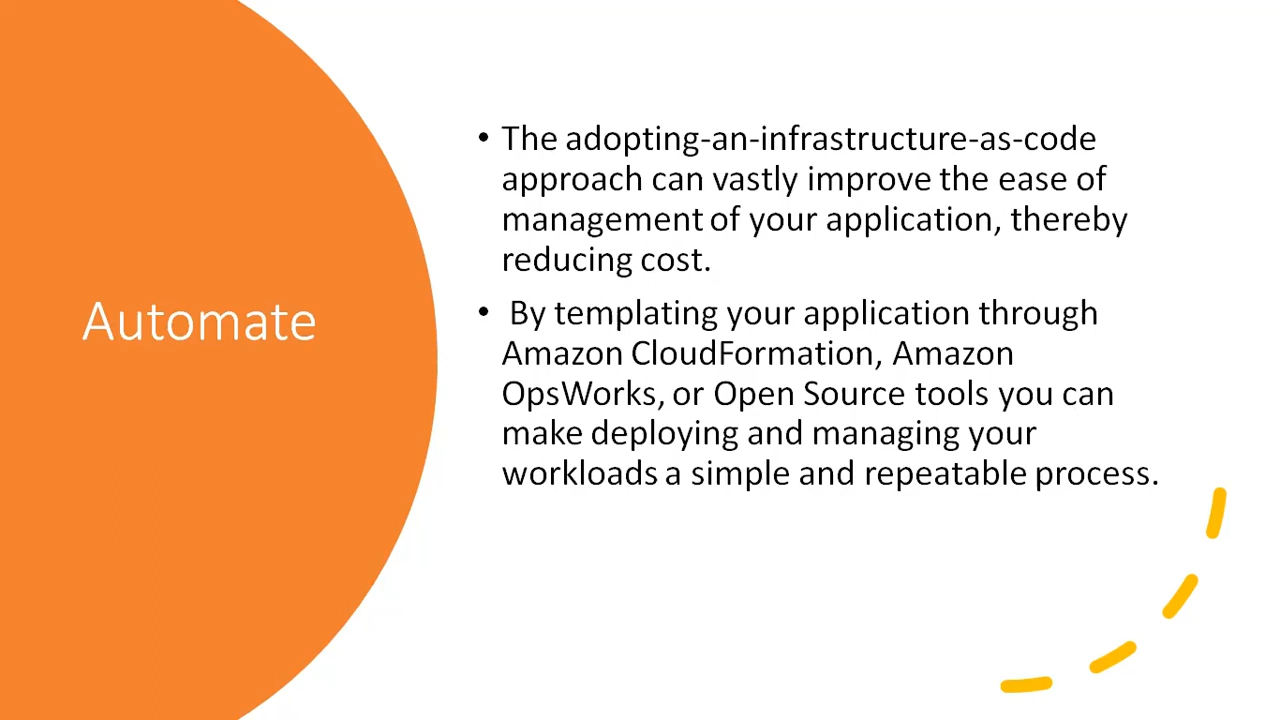 Automate
• The adopting-an-infrastructure-as-code
approach can vastly improve the ease of
management of your application, thereby
reducing cost.
• By templating your application through
Amazon CloudFormation, Amazon
OpsWorks, or Open Source tools you can
make deploying and managing your
workloads a simple and repeatable process.